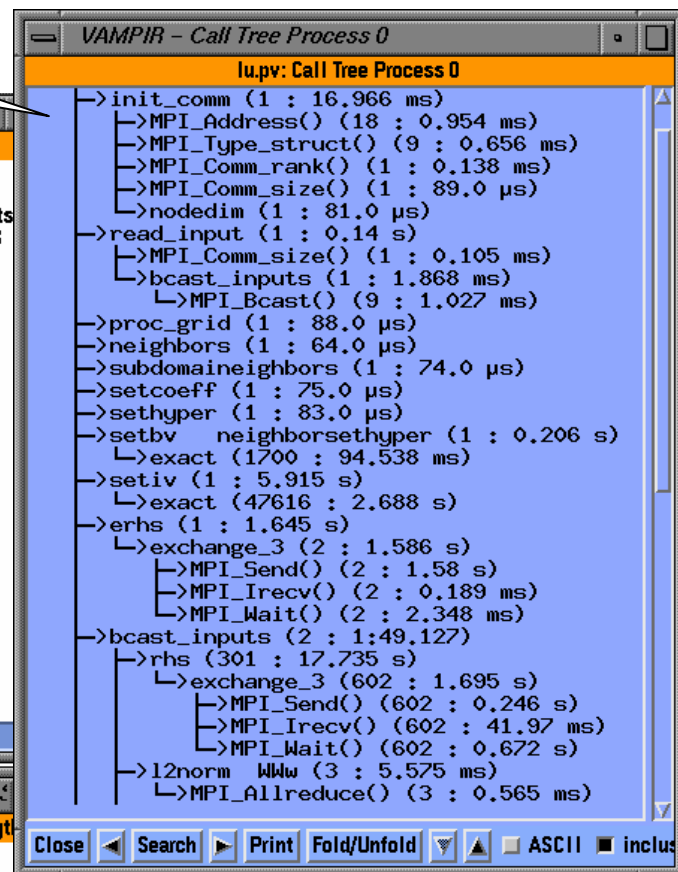 VAMPIR – Call Tree Process 0
lu.pv: Call Tree Process 0
—>init_comm (1 : 16.966 ms)
—>MPI_Address() (18 : 0.954 ms)
—>MPI_Type_struct() (9 : 0.656 ms)
—>MPI_Comm_rank() (1 : 0.138 ms)
—>MPI_Comm_size() (1 : 89.0 µs)
—>nodedim (1 : 81.0 µs)
—>read_input (1 : 0.14 s)
—>MPI_Comm_size() (1 : 0.105 ms)
—>bcast_inputs (1 : 1.868 ms)
—>MPI_Bcast() (9 : 1.027 ms)
—>proc_grid (1 : 88.0 µs)
—>neighbors (1 : 64.0 µs)
—>subdomaineighbors (1 : 74.0 µs)
—>setcoeff (1 : 75.0 µs)
—>sethyper (1 : 83.0 µs)
—>setbv   neighborsethyper (1 : 0.206 s)
—>exact (1700 : 94.538 ms)
—>setiv (1 : 5.915 s)
—>exact (47616 : 2.688 s)
—>erhs (1 : 1.645 s)
—>exchange_3 (2 : 1.586 s)
—>MPI_Send() (2 : 1.58 s)
—>MPI_Irecv() (2 : 0.189 ms)
—>MPI_Wait() (2 : 2.348 ms)
—>bcast_inputs (2 : 1:49.127)
—>rhs (301 : 17.735 s)
—>exchange_3 (602 : 1.695 s)
—>MPI_Send() (602 : 0.246 s)
—>MPI_Irecv() (602 : 41.97 ms)
—>MPI_Wait() (602 : 0.672 s)
—>l2norm  WWw (3 : 5.575 ms)
—>MPI_Allreduce() (3 : 0.565 ms)
Close Search Print Fold/Unfold ASCII inclus